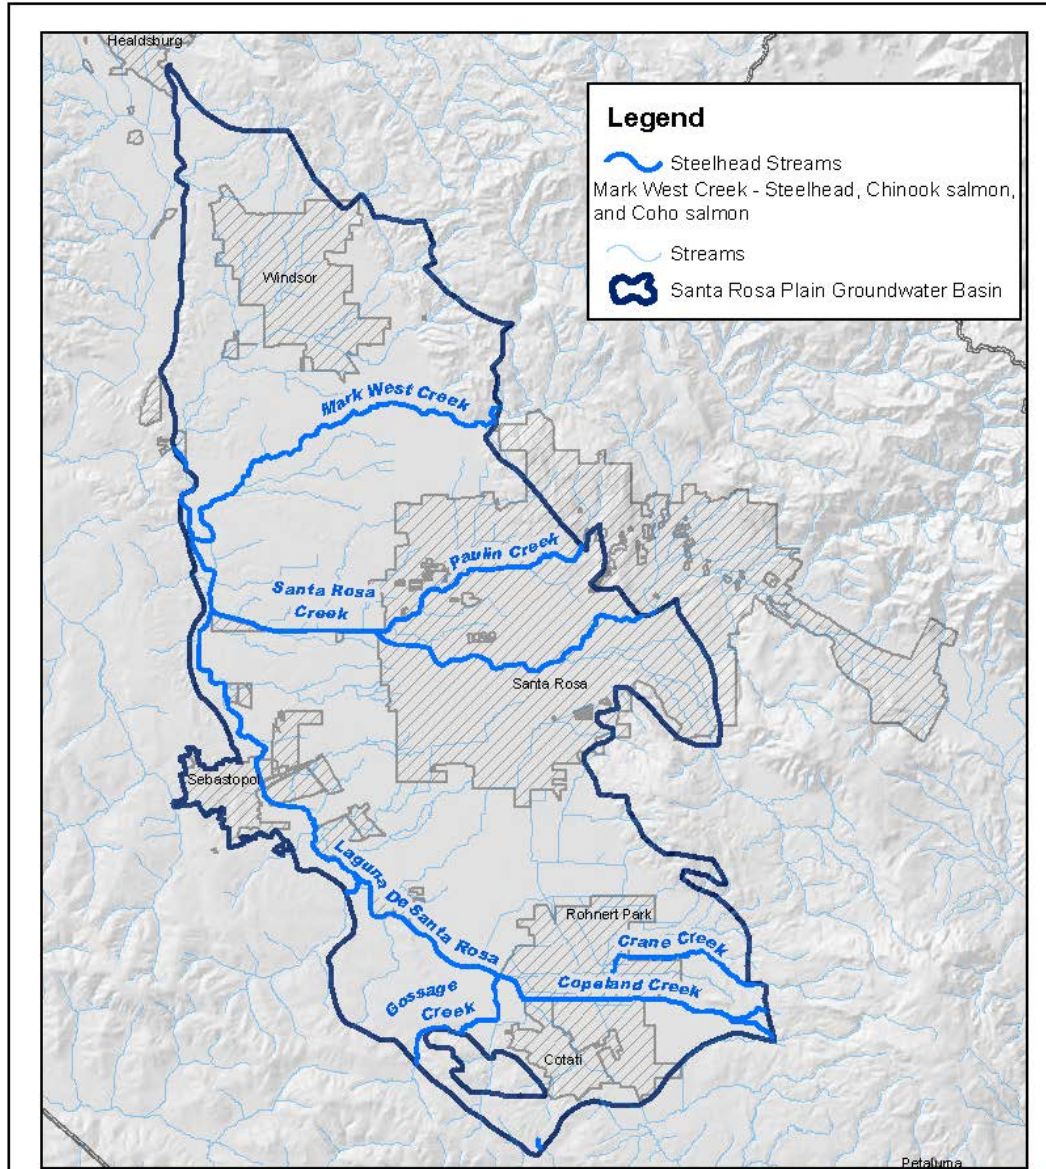 Healdsburg
Legend
Steelhead Streams
Mark West Creek - Steelhead, Chinook salmon,
and Coho salmon
Streams
Santa Rosa Plain Groundwater Basin
Windsor
Mark West Creek
Paulin Creek
Santa Rosa
Creek
Santa Rosa
Sebastopol
Laguna De Santa Rosa
Rohnert Park
Crane Creek
Copeland Creek
Gossage
Creek
Cotati
Petaluma